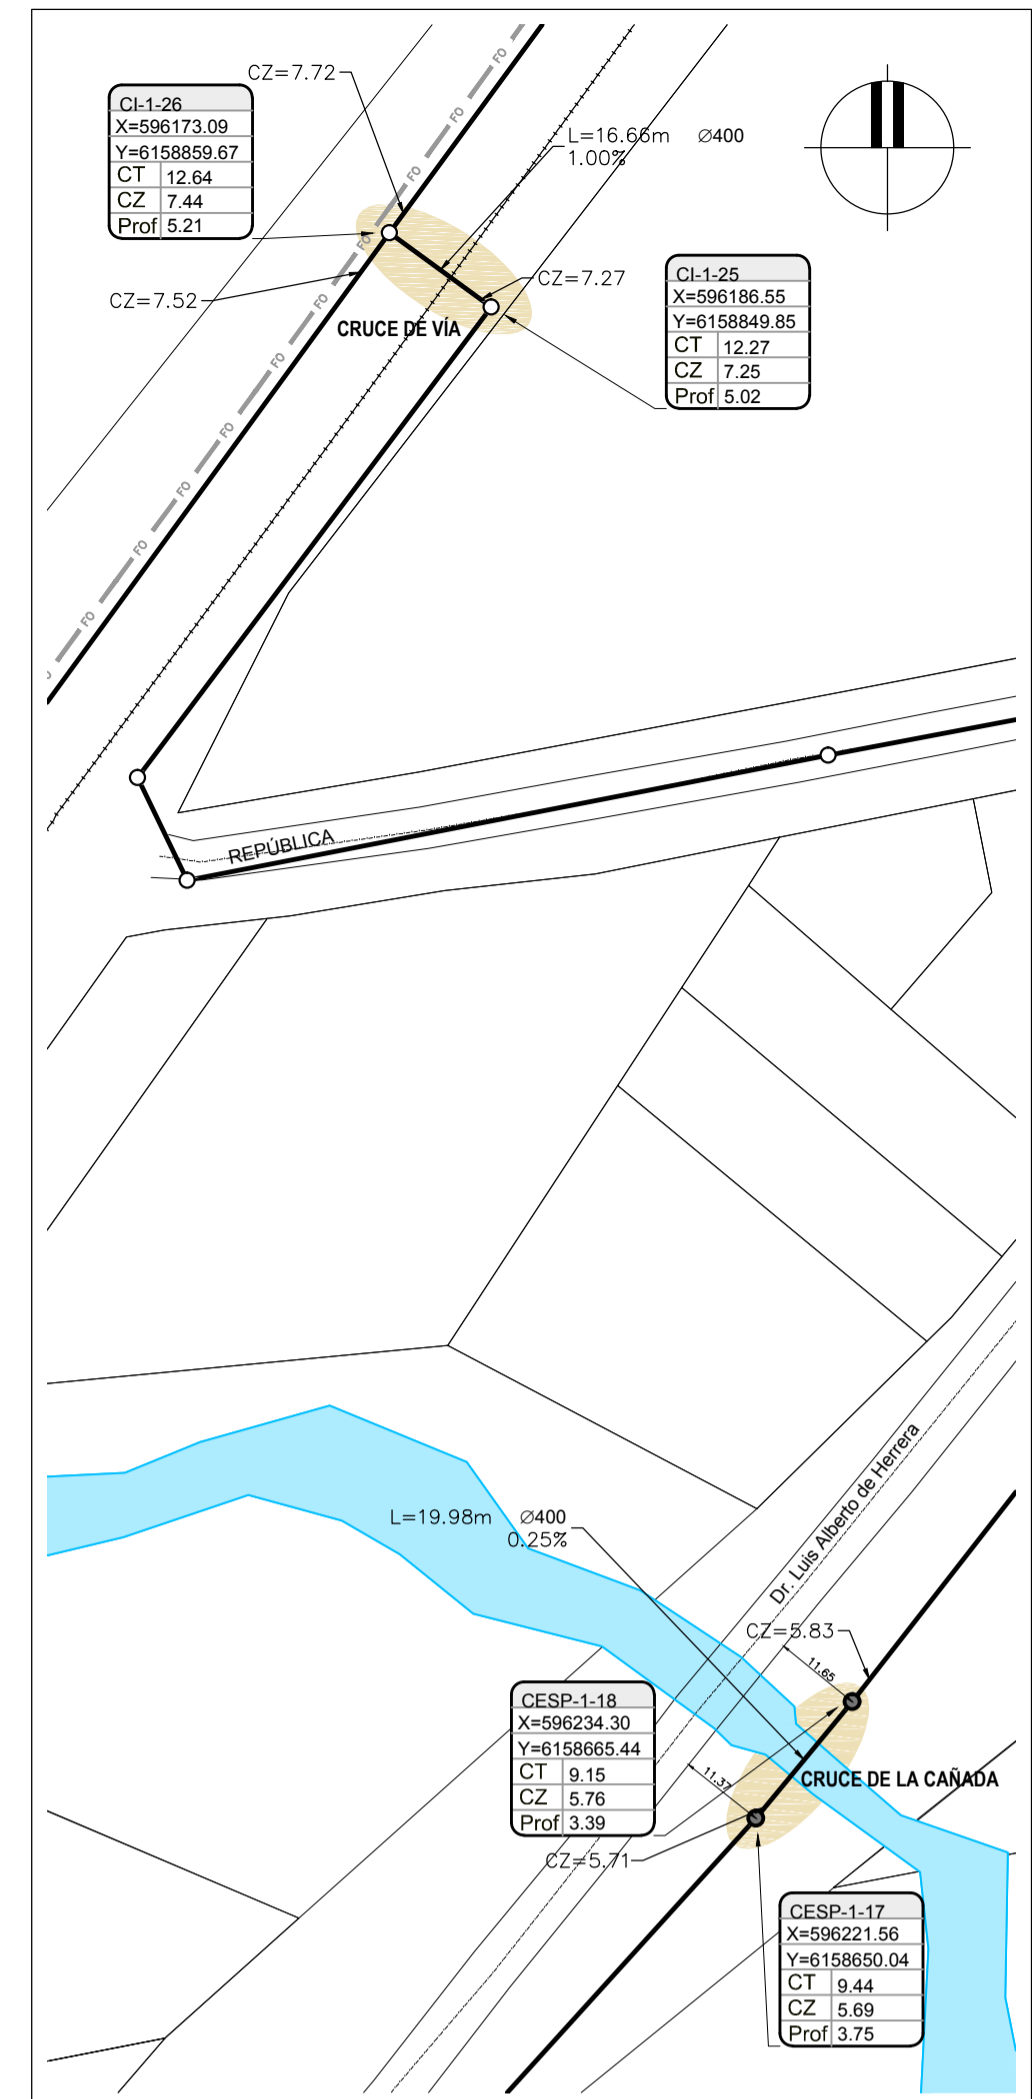 FO
CZ=7.72
FO
CI-1-26
X=596173.09
Y=6158859.67
CT 12.64
CZ 7.44
Prof 5.21
FO
L=16.66m Ø400
1.00%
FO
FO
CZ=7.27
CZ=7.52
FO
CRUCE DE VÍA
CI-1-25
X=596186.55
Y=6158849.85
CT 12.27
CZ 7.25
Prof 5.02
FO
FO
FO
FO
FO
REPÚBLICA
Dr. Luis Alberto de Herrera
L=19.98m Ø400
0.25%
CZ=5.83
11.65
CESP-1-18
X=596234.30
Y=6158665.44
CT 9.15
CZ 5.76
Prof 3.39
11.37
CRUCE DE LA CAÑADA
CZ=5.71
CESP-1-17
X=596221.56
Y=6158650.04
CT 9.44
CZ 5.69
Prof 3.75